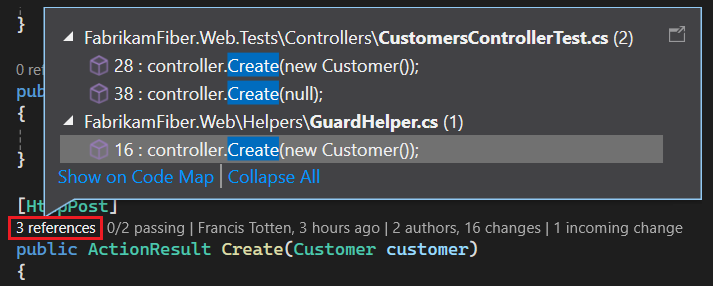 }
FabrikamFiber.Web.Tests\Controllers\CustomersControllerTest.cs (2)
28 : controller.Create(new Customer());
38 : controller.Create(null);
FabrikamFiber.Web\Helpers\GuardHelper.cs (1)
16 : controller.Create(new Customer());
Show on Code Map | Collapse All
0 ref
pub
{
}
[HttpPost]
3 references | 0/2 passing | Francis Totten, 3 hours ago | 2 authors, 16 changes | 1 incoming change
public ActionResult Create(Customer customer)
{